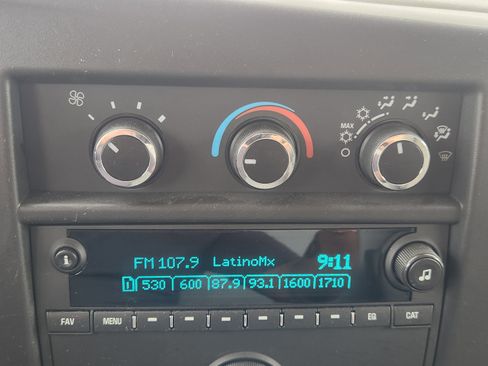 MAX
FM 107.9 LatinoMx 9:11
1 530 600 87.9 93.1 1600 1710
i
FAV MENU EQ CAT